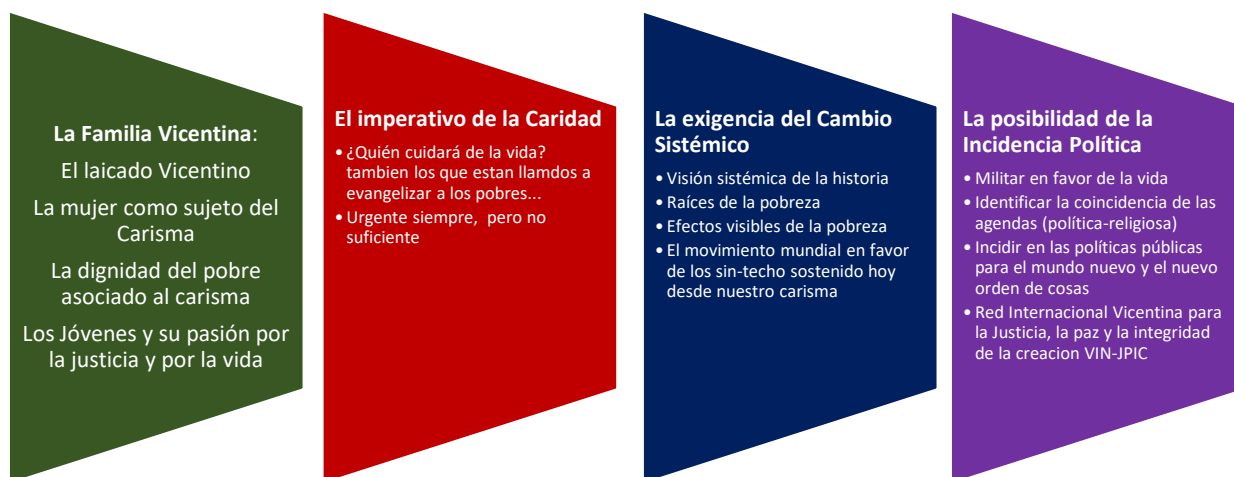 La Familia Vicentina:
El laicado Vicentino
La mujer como sujeto del
Carisma
La dignidad del pobre
asociado al carisma
Los Jóvenes y su pasión por
la justicia y por la vida
El imperativo de la Caridad
• ¿Quién cuidará de la vida?
tambien los que estan llamdos a
evangelizar a los pobres...
• Urgente siempre, pero no
suficiente
La exigencia del Cambio
Sistémico
• Visión sistémica de la historia
• Raíces de la pobreza
• Efectos visibles de la pobreza
• El movimiento mundial en favor
de los sin-techo sostenido hoy
desde nuestro carisma
La posibilidad de la
Incidencia Política
• Militar en favor de la vida
• Identificar la coincidencia de las
agendas (política-religiosa)
• Incidir en las políticas públicas
para el mundo nuevo y el nuevo
orden de cosas
• Red Internacional Vicentina para
la Justicia, la paz y la integridad
de la creacion VIN-JPIC